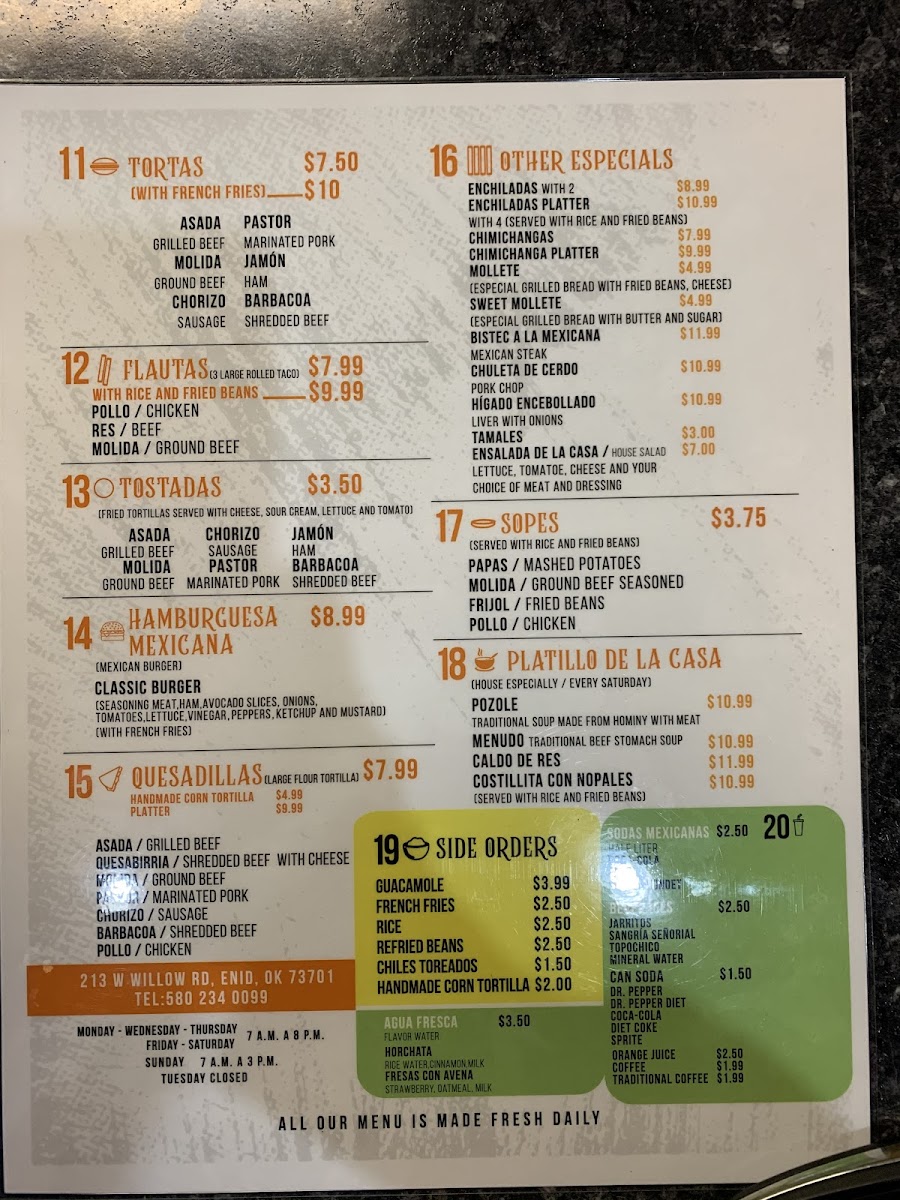 11 TORTAS $7.50
(WITH FRENCH FRIES) $10
ASADA PASTOR
GRILLED BEEF MARINATED PORK
MOLIDA JAMÓN
GROUND BEEF HAM
CHORIZO BARBACOA
SAUSAGE SHREDDED BEEF
12 FLAUTAS (3 LARGE ROLLED TACO) $7.99
WITH RICE AND FRIED BEANS $9.99
POLLO / CHICKEN
RES / BEEF
MOLIDA / GROUND BEEF
13 TOSTADAS $3.50
(FRIED TORTILLAS SERVED WITH CHEESE, SOUR CREAM, LETTUCE AND TOMATO)
ASADA CHORIZO JAMÓN
GRILLED BEEF SAUSAGE HAM
MOLIDA PASTOR BARBACOA
GROUND BEEF MARINATED PORK SHREDDED BEEF
14 HAMBURGUESA $8.99
MEXICANA
(MEXICAN BURGER)
CLASSIC BURGER
(SEASONING MEAT,HAM,AVOCADO SLICES, ONIONS,
TOMATOES,LETTUCE,VINEGAR,PEPPERS,KETCHUP AND MUSTARD)
(WITH FRENCH FRIES)
15 QUESADILLAS (LARGE FLOUR TORTILLA) $7.99
HANDMADE CORN TORTILLA $4.99
PLATTER $9.99
ASADA / GRILLED BEEF
QUESABIRRIA / SHREDDED BEEF WITH CHEESE
MOLIDA / GROUND BEEF
PASTOR / MARINATED PORK
CHORIZO / SAUSAGE
BARBACOA / SHREDDED BEEF
POLLO / CHICKEN
213 W WILLOW RD, ENID, OK 73701
TEL:580 234 0099
MONDAY - WEDNESDAY - THURSDAY
FRIDAY - SATURDAY 7 A.M. A 8 P.M.
SUNDAY 7 A.M. A 3 P.M.
TUESDAY CLOSED
16 OTHER ESPECIALS
ENCHILADAS WITH 2 $8.99
ENCHILADAS PLATTER $10.99
WITH 4 (SERVED WITH RICE AND FRIED BEANS)
CHIMICHANGAS $7.99
CHIMICHANGA PLATTER $9.99
MOLLETE $4.99
(ESPECIAL GRILLED BREAD WITH FRIED BEANS, CHEESE)
SWEET MOLLETE $4.99
(ESPECIAL GRILLED BREAD WITH BUTTER AND SUGAR)
BISTEC A LA MEXICANA $11.99
MEXICAN STEAK
CHULETA DE CERDO $10.99
PORK CHOP
HÍGADO ENCEBOLLADO $10.99
LIVER WITH ONIONS
TAMALES $3.00
ENSALADA DE LA CASA / HOUSE SALAD $7.00
LETTUCE, TOMATOE, CHEESE AND YOUR
CHOICE OF MEAT AND DRESSING
17 SOPES $3.75
(SERVED WITH RICE AND FRIED BEANS)
PAPAS / MASHED POTATOES
MOLIDA / GROUND BEEF SEASONED
FRIJOL / FRIED BEANS
POLLO / CHICKEN
18 PLATILLO DE LA CASA
(HOUSE ESPECIALLY / EVERY SATURDAY)
POZOLE $10.99
TRADITIONAL SOUP MADE FROM HOMINY WITH MEAT
MENUDO TRADITIONAL BEEF STOMACH SOUP $10.99
CALDO DE RES $11.99
COSTILLITA CON NOPALES $10.99
(SERVED WITH RICE AND FRIED BEANS)
19 SIDE ORDERS
GUACAMOLE $3.99
FRENCH FRIES $2.50
RICE $2.50
REFRIED BEANS $2.50
CHILES TOREADOS $1.50
HANDMADE CORN TORTILLA $2.00
AGUA FRESCA $3.50
FLAVOR WATER
HORCHATA
RICE WATER,CINNAMON,MILK
FRESAS CON AVENA
STRAWBERRY, OATMEAL, MILK
SODAS MEXICANAS $2.50 20
HALF LITER
COCA-COLA
$2.50
JARRITOS
SANGRÍA SEÑORIAL
TOPOCHICO
MINERAL WATER
CAN SODA $1.50
DR. PEPPER
DR. PEPPER DIET
COCA-COLA
DIET COKE
SPRITE
ORANGE JUICE $2.50
COFFEE $1.99
TRADITIONAL COFFEE $1.99
ALL OUR MENU IS MADE FRESH DAILY